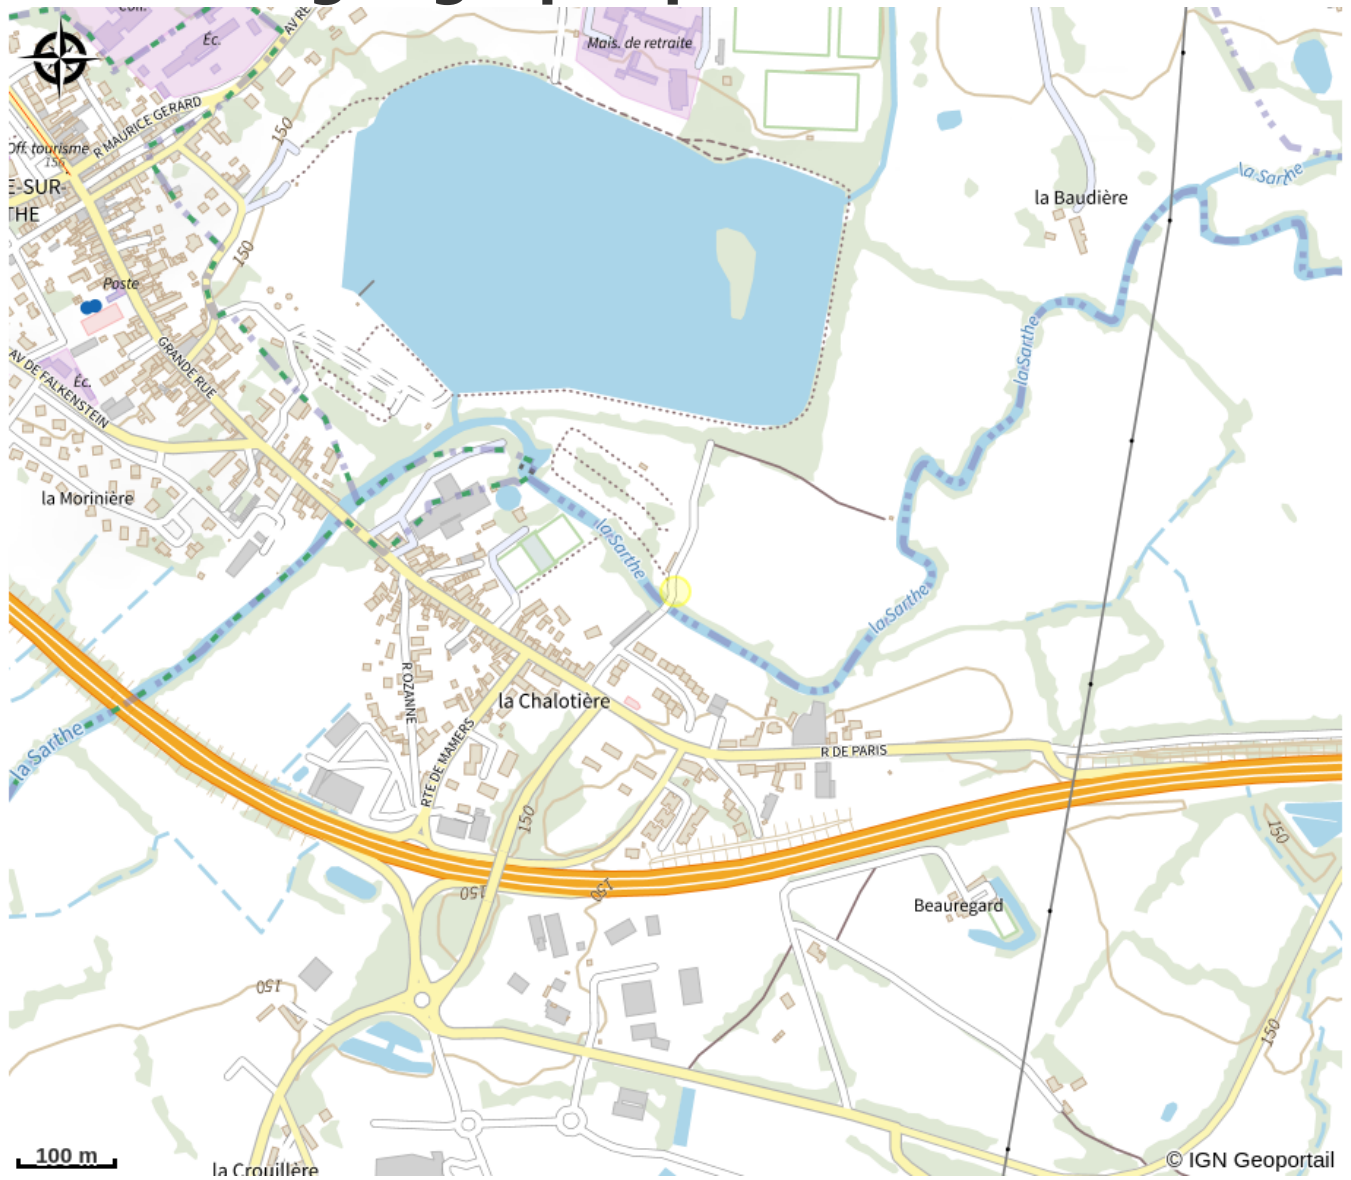 Éc.
AV RE
Mais. de retraite
R MAURICE GERARD
Off. tourisme
150
150
E-SUR-
THE
la Sarthe
la Baudière
150
Poste
GRANDE RUE
la Sarthe
AV DE FALKENSTEIN
Éc.
la Morinière
la Sarthe
la Sarthe
R OZANNE
la Chalotière
la Sarthe
RTE DE MAMERS
R DE PARIS
150
150
150
150
Beauregard
150
150
la Crouillère
100 m
© IGN Geoportail